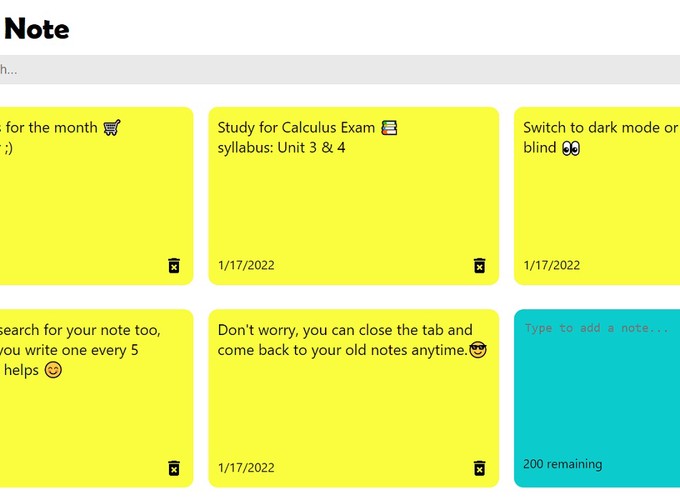 Note
h...
s for the month 🛒
;)
Study for Calculus Exam 📚
syllabus: Unit 3 & 4
1/17/2022
Switch to dark mode or
blind 👀
1/17/2022
search for your note too,
you write one every 5
helps 😊
Don't worry, you can close the tab and
come back to your old notes anytime.😎
1/17/2022
Type to add a note...
200 remaining